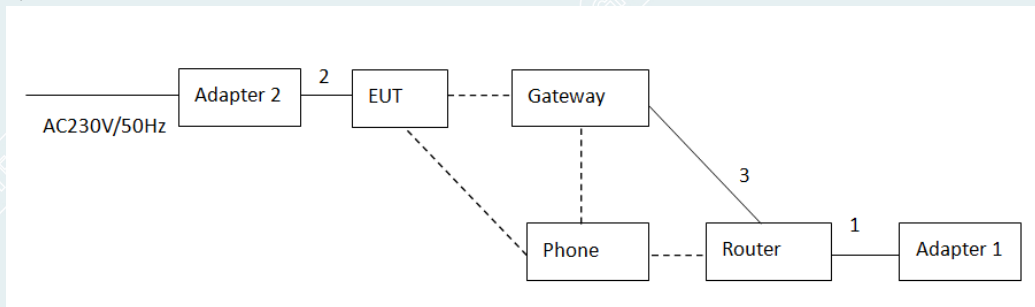 2
Adapter 2
EUT
Gateway
AC230V/50Hz
3
1
Phone
Router
Adapter 1